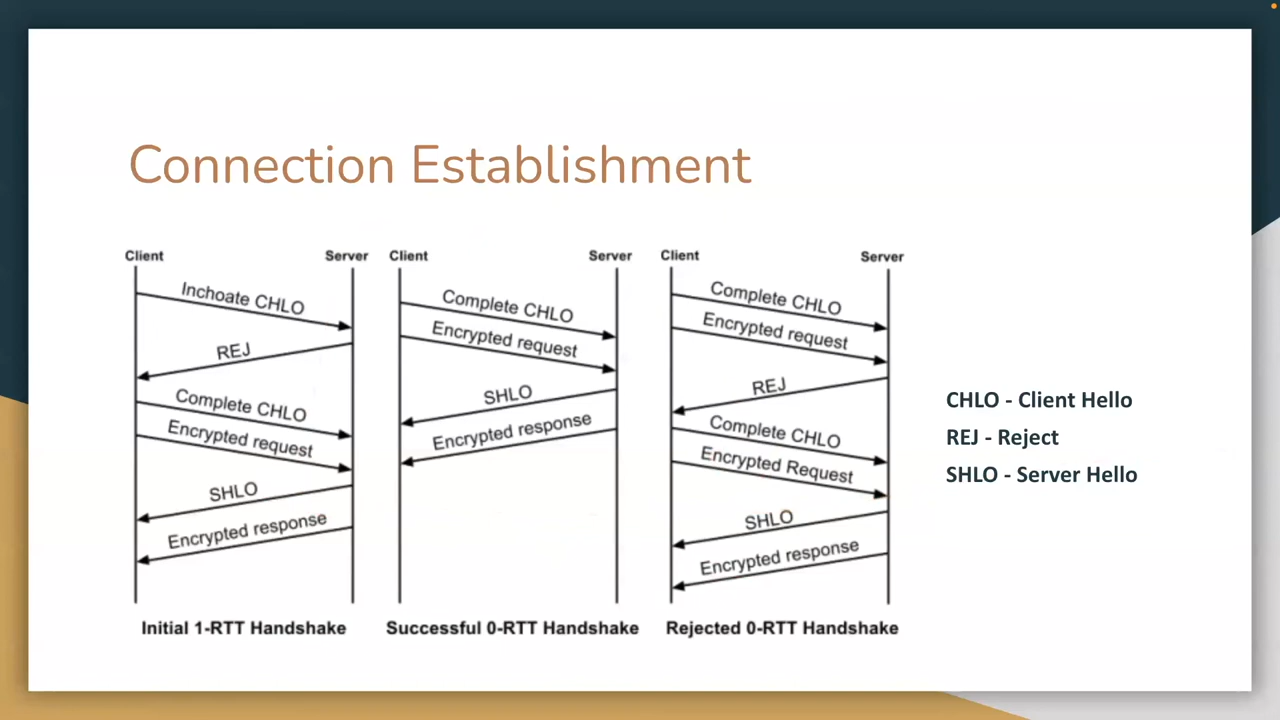 Connection Establishment
Client
Server
Inchoate CHLO
REJ
Complete CHLO
Encrypted request
SHLO
Encrypted response
Initial 1-RTT Handshake
Client
Server
Complete CHLO
Encrypted request
SHLO
Encrypted response
Successful 0-RTT Handshake
Client
Server
Complete CHLO
Encrypted request
REJ
Complete CHLO
Encrypted Request
SHLO
Encrypted response
Rejected 0-RTT Handshake
CHLO - Client Hello
REJ - Reject
SHLO - Server Hello